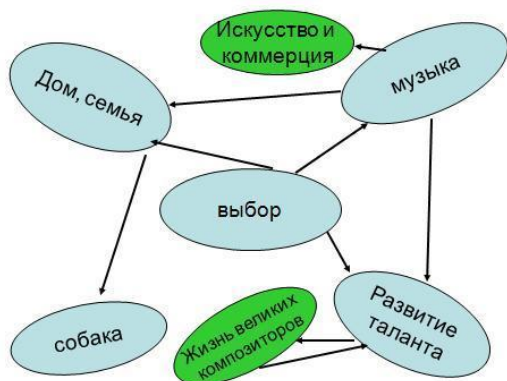 Искусство и
коммерция
Дом, семья
музыка
выбор
собака
Жизнь великих
композиторов
Развитие
таланта